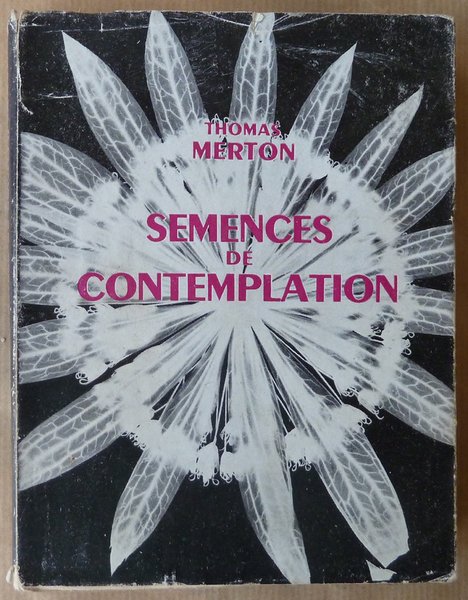 THOMAS
MERTON
SEMENCES
DE
CONTEMPLATION